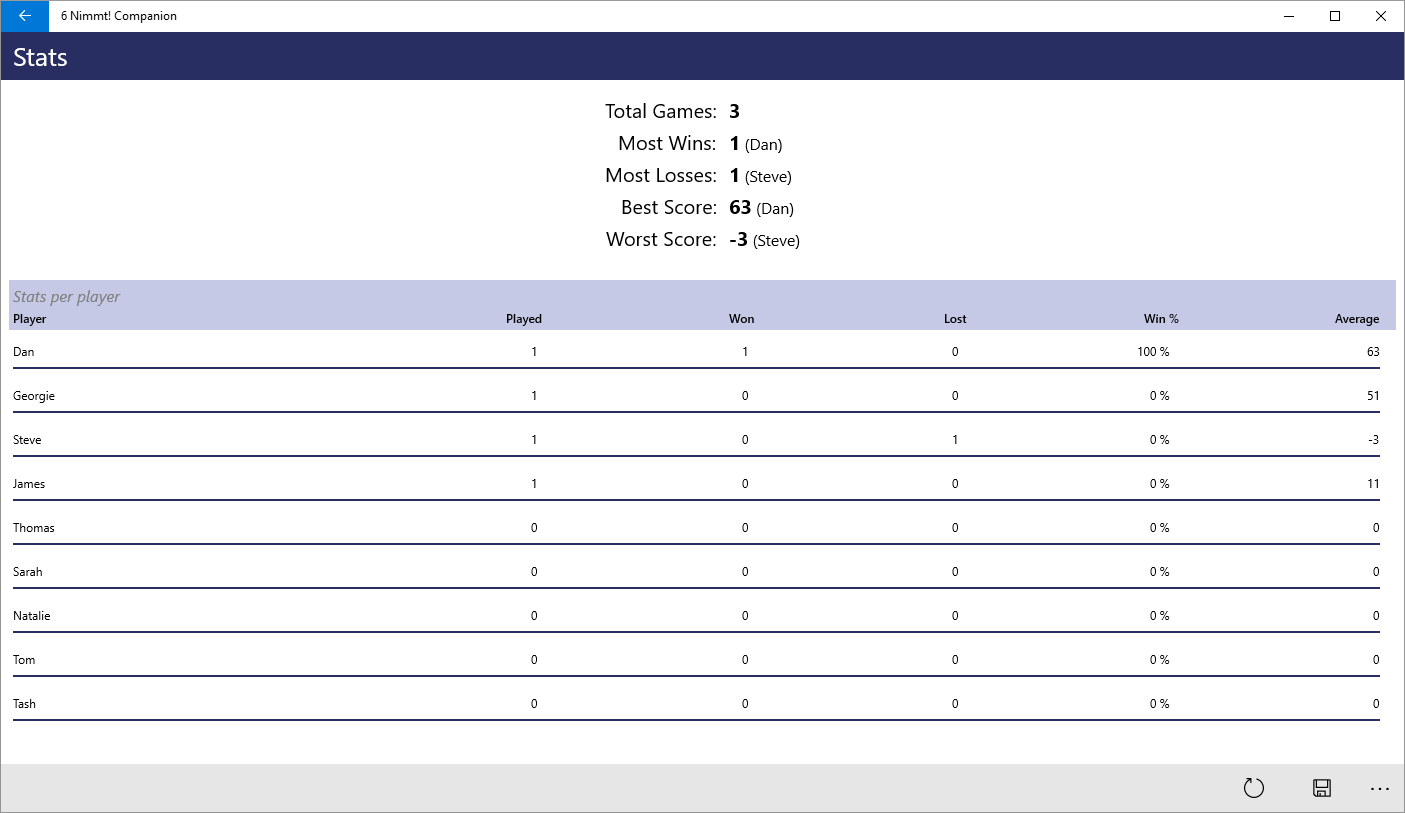 6 Nimmt! Companion
Stats
Total Games: 3
Most Wins: 1 (Dan)
Most Losses: 1 (Steve)
Best Score: 63 (Dan)
Worst Score: -3 (Steve)
Stats per player
Player Played Won Lost Win % Average
Dan 1 1 0 100 % 63
Georgie 1 0 0 0 % 51
Steve 1 0 1 0 % -3
James 1 0 0 0 % 11
Thomas 0 0 0 0 % 0
Sarah 0 0 0 0 % 0
Natalie 0 0 0 0 % 0
Tom 0 0 0 0 % 0
Tash 0 0 0 0 % 0